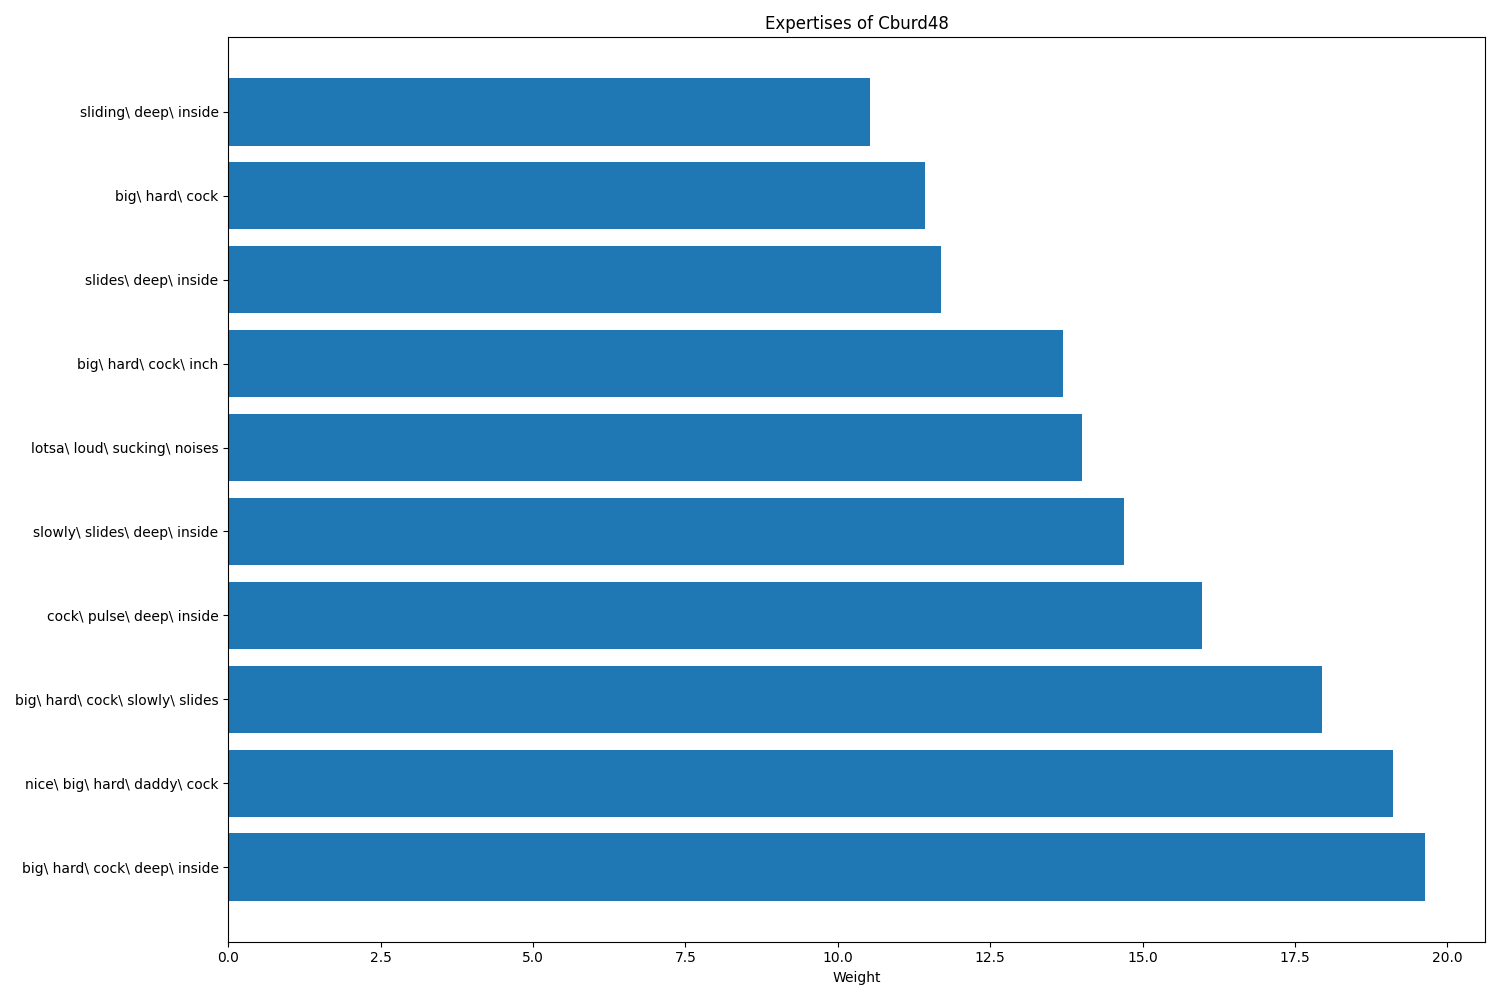 Expertises of Cburd48
sliding\ deep\ inside
big\ hard\ cock
slides\ deep\ inside
big\ hard\ cock\ inch
lotsa\ loud\ sucking\ noises
slowly\ slides\ deep\ inside
cock\ pulse\ deep\ inside
big\ hard\ cock\ slowly\ slides
nice\ big\ hard\ daddy\ cock
big\ hard\ cock\ deep\ inside
0.0 2.5 5.0 7.5 10.0 12.5 15.0 17.5 20.0
Weight